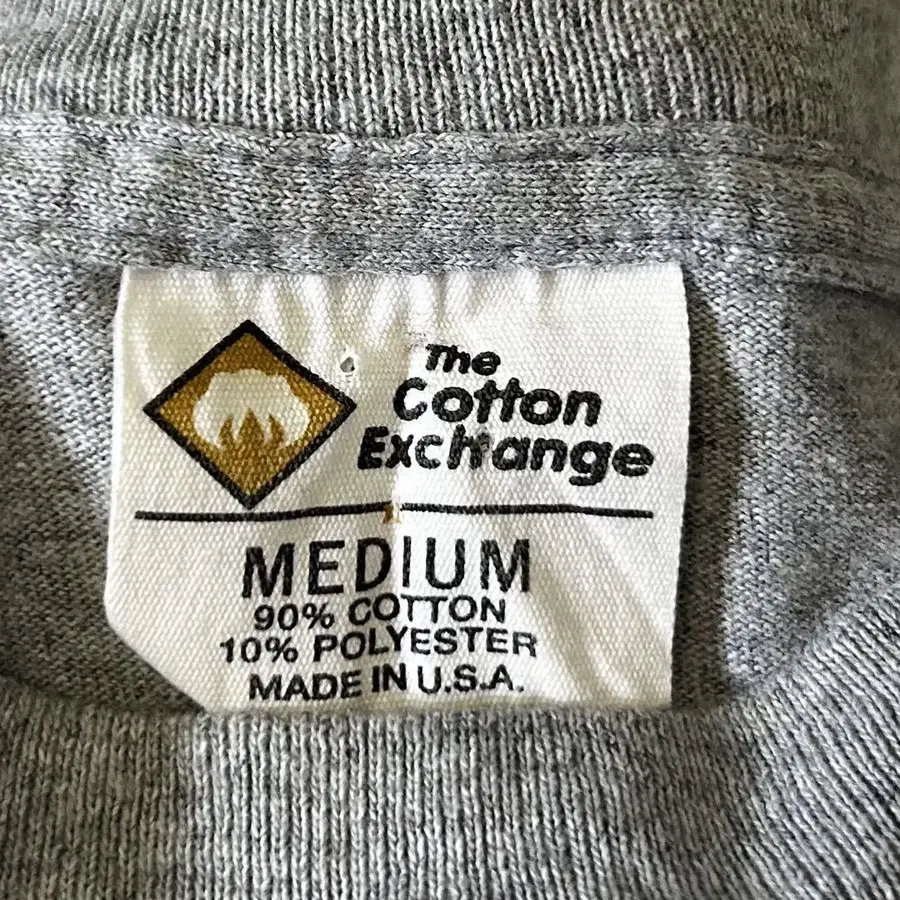 The
Cotton
Exchange
MEDIUM
90% COTTON
10% POLYESTER
MADE IN U.S.A.